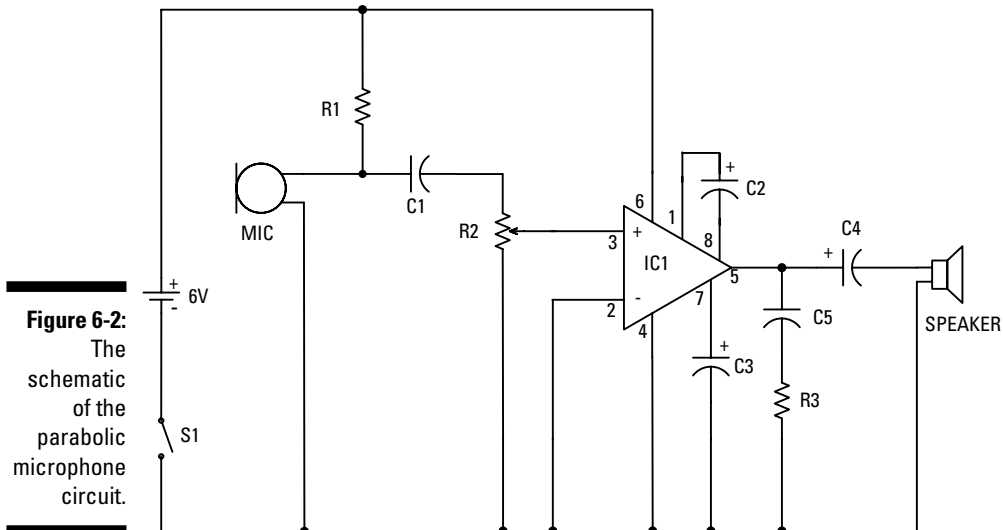 R1
MIC
C1
R2
6
3
+
IC1
2
-
4
1
+
C2
8
5
7
+
C3
+
C4
C5
R3
SPEAKER
+
6V
-
S1
Figure 6-2:
The
schematic
of the
parabolic
microphone
circuit.